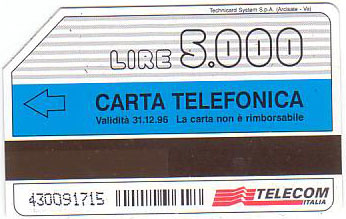 Technicard System S.p.A. (Arcisate - Va)
LIRE 5.000
CARTA TELEFONICA
Validità 31.12.96 La carta non è rimborsabile
430091715
TELECOM
ITALIA